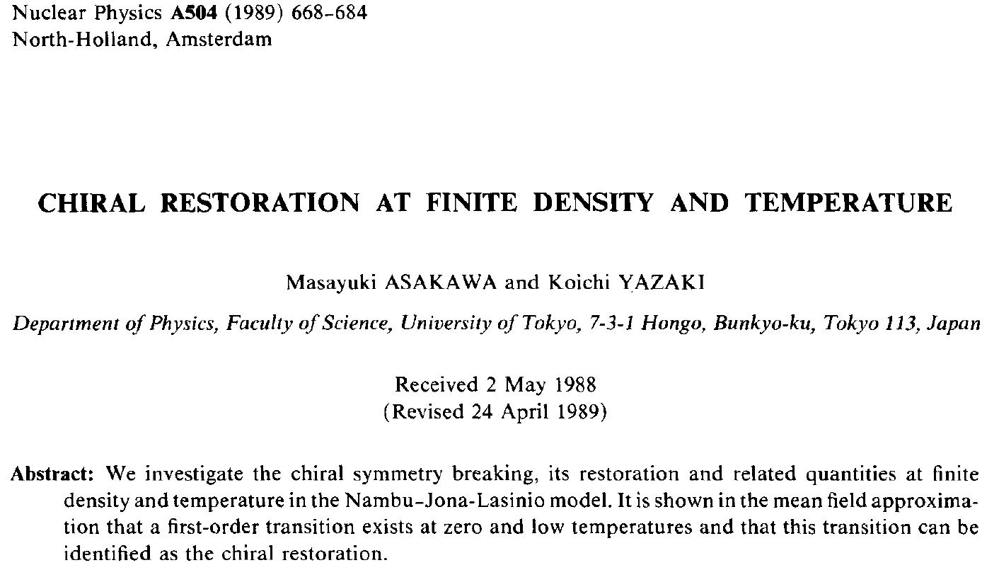 Nuclear Physics A504 (1989) 668-684
North-Holland, Amsterdam
CHIRAL RESTORATION AT FINITE DENSITY AND TEMPERATURE
Masayuki ASAKAWA and Koichi YAZAKI
Department of Physics, Faculty of Science, University of Tokyo, 7-3-1 Hongo, Bunkyo-ku, Tokyo 113, Japan
Received 2 May 1988
(Revised 24 April 1989)
Abstract: We investigate the chiral symmetry breaking, its restoration and related quantities at finite
density and temperature in the Nambu-Jona-Lasinio model. It is shown in the mean field approxima-
tion that a first-order transition exists at zero and low temperatures and that this transition can be
identified as the chiral restoration.